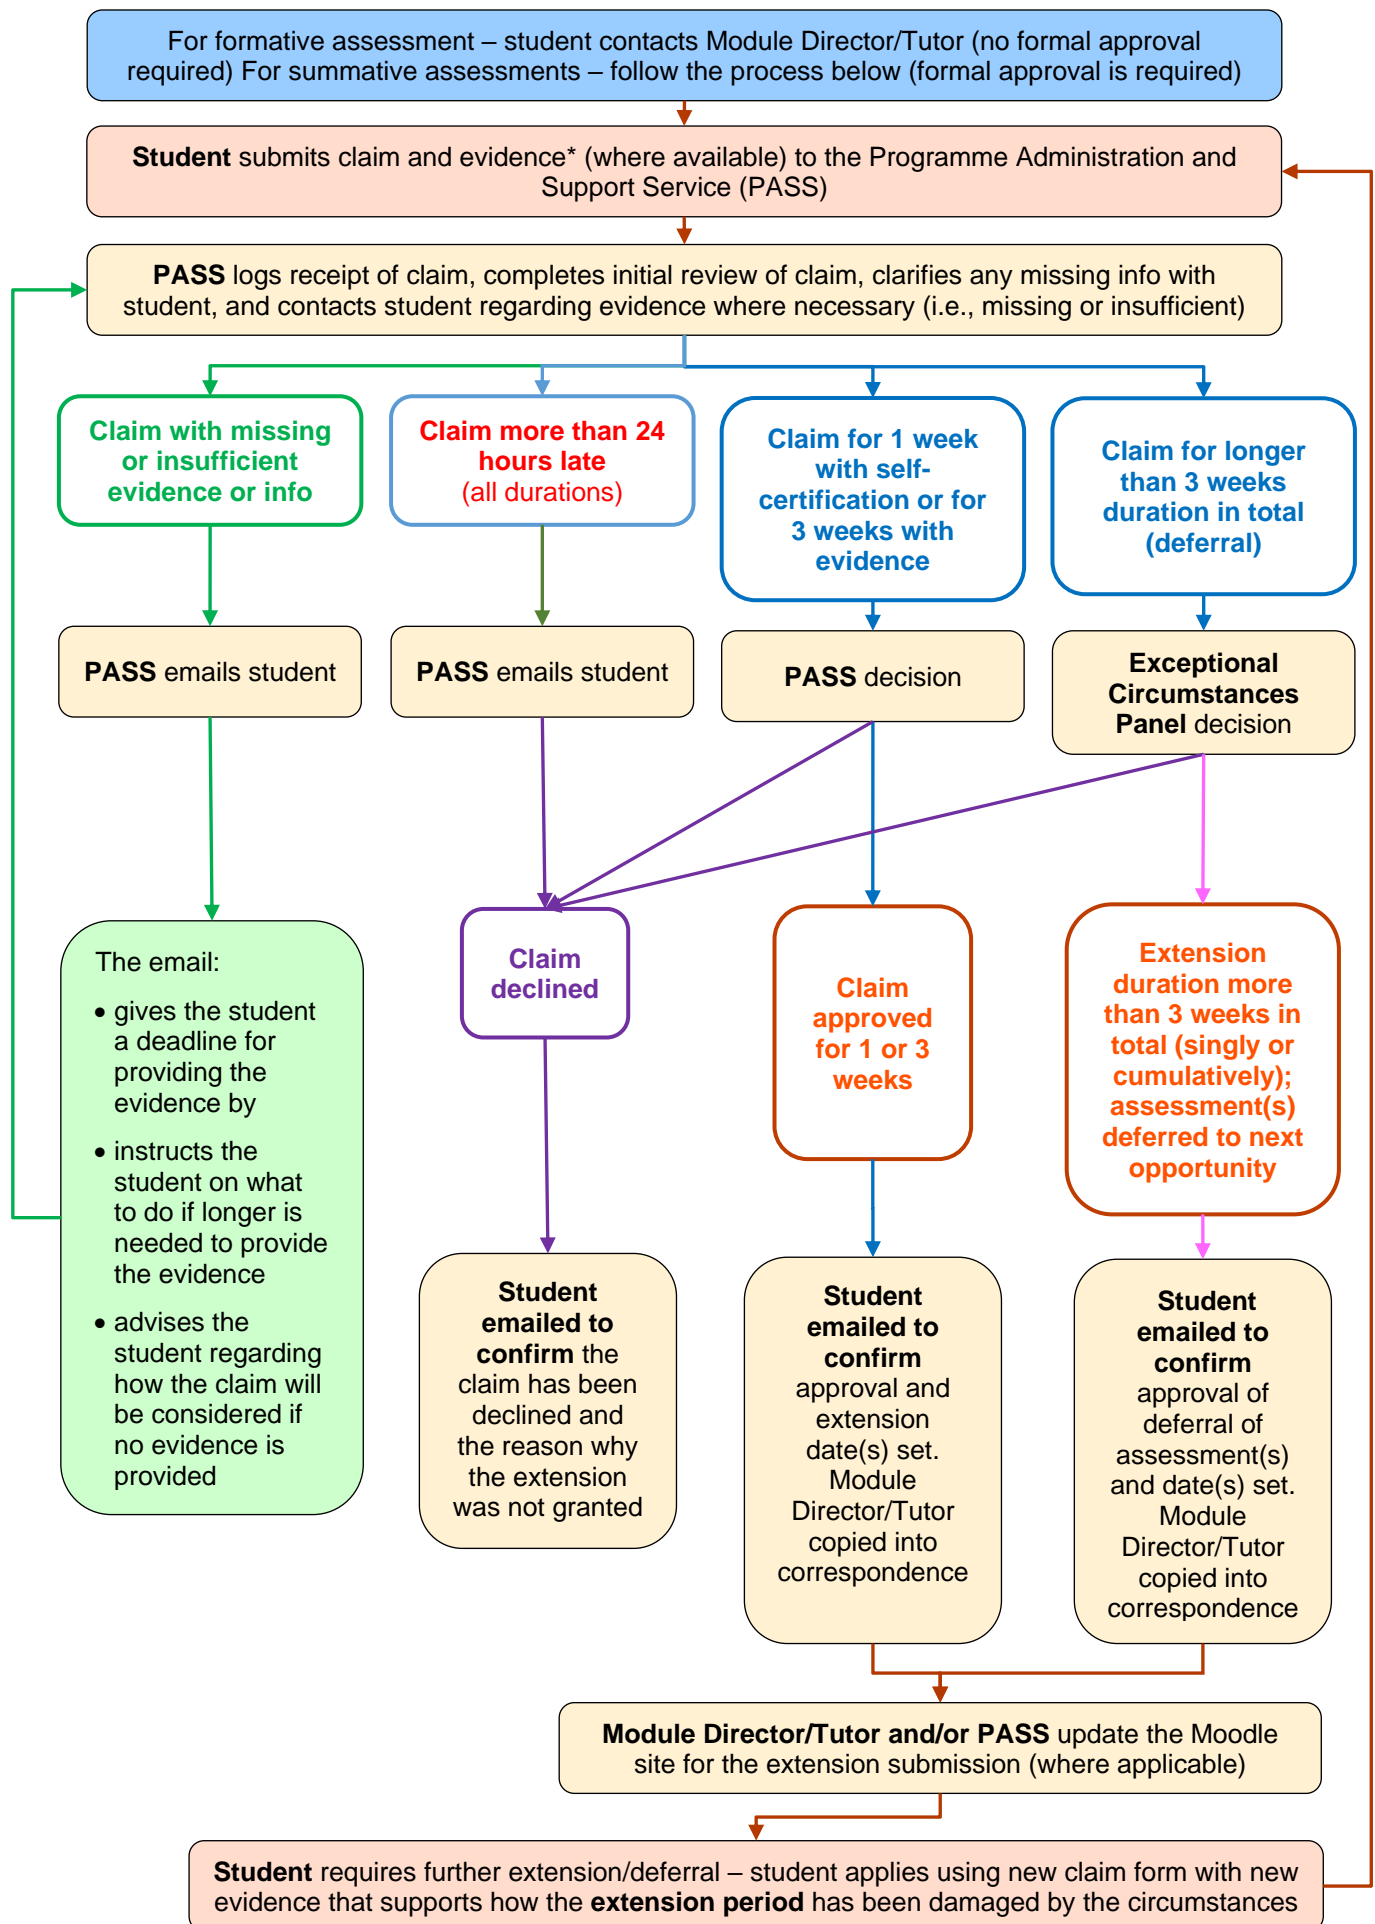 For formative assessment – student contacts Module Director/Tutor (no formal approval
required) For summative assessments – follow the process below (formal approval is required)
Student submits claim and evidence* (where available) to the Programme Administration and
Support Service (PASS)
PASS logs receipt of claim, completes initial review of claim, clarifies any missing info with
student, and contacts student regarding evidence where necessary (i.e., missing or insufficient)
Claim with missing
or insufficient
evidence or info
Claim more than 24
hours late
(all durations)
Claim for 1 week
with self-
certification or for
3 weeks with
evidence
Claim for longer
than 3 weeks
duration in total
(deferral)
PASS emails student
PASS emails student
PASS decision
Exceptional
Circumstances
Panel decision
The email:
• gives the student
a deadline for
providing the
evidence by
• instructs the
student on what
to do if longer is
needed to provide
the evidence
• advises the
student regarding
how the claim will
be considered if
no evidence is
provided
Claim
declined
Claim
approved
for 1 or 3
weeks
Extension
duration more
than 3 weeks in
total (singly or
cumulatively);
assessment(s)
deferred to next
opportunity
Student
emailed to
confirm the
claim has been
declined and
the reason why
the extension
was not granted
Student
emailed to
confirm
approval and
extension
date(s) set.
Module
Director/Tutor
copied into
correspondence
Student
emailed to
confirm
approval of
deferral of
assessment(s)
and date(s) set.
Module
Director/Tutor
copied into
correspondence
Module Director/Tutor and/or PASS update the Moodle
site for the extension submission (where applicable)
Student requires further extension/deferral – student applies using new claim form with new
evidence that supports how the extension period has been damaged by the circumstances